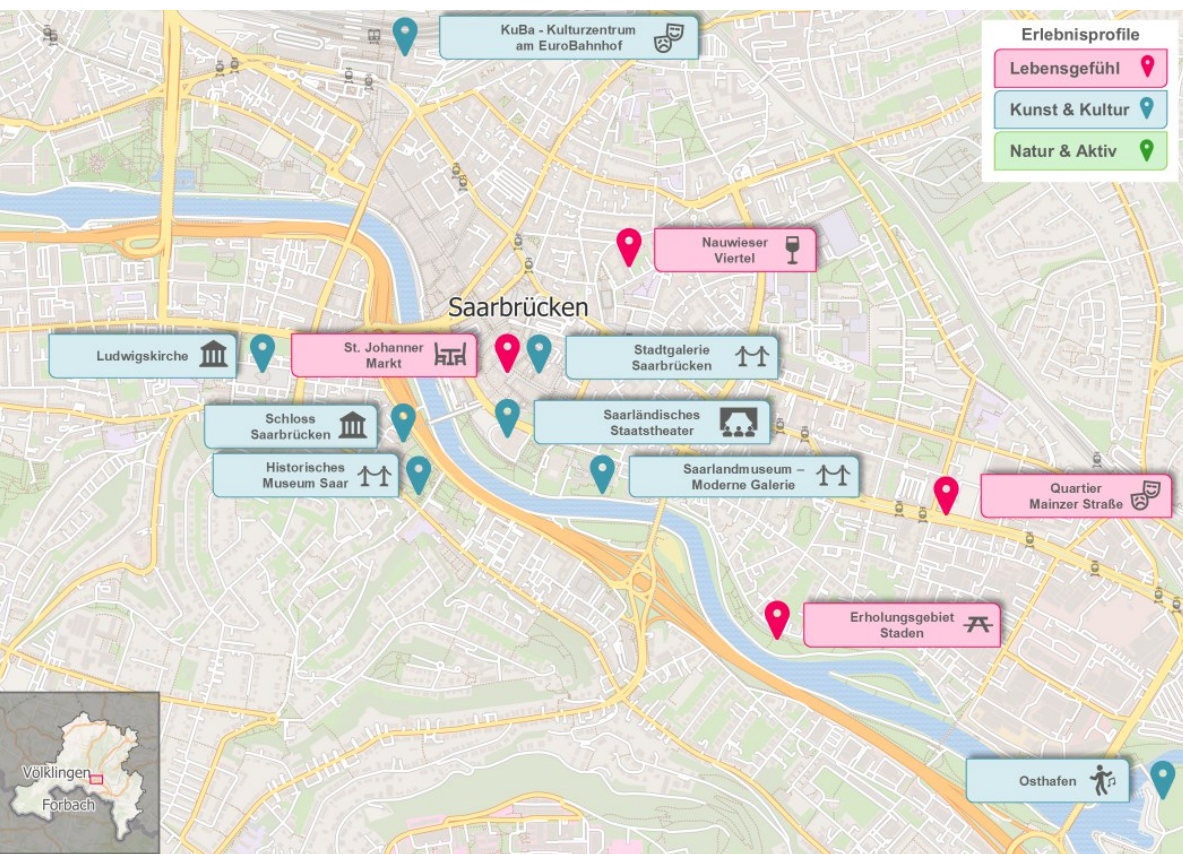 KuBa - Kulturzentrum
am EuroBahnhof
Erlebnisprofile
Lebensgefühl
Kunst & Kultur
Natur & Aktiv
Nauwieser
Viertel
Saarbrücken
Ludwigskirche
St. Johanner
Markt
Stadtgalerie
Saarbrücken
Schloss
Saarbrücken
Saarländisches
Staatstheater
Historisches
Museum Saar
Saarlandmuseum –
Moderne Galerie
Quartier
Mainzer Straße
Erholungsgebiet
Staden
Osthafen
Völklingen
Forbach